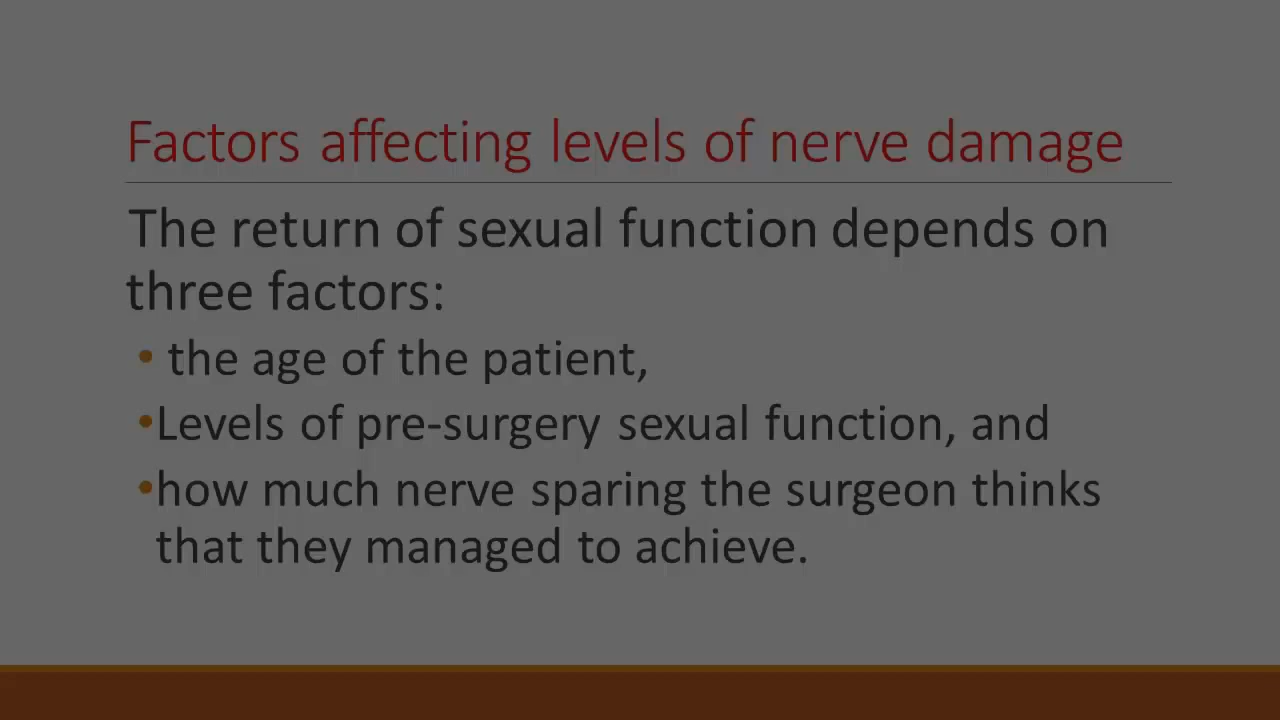 Factors affecting levels of nerve damage
The return of sexual function depends on
three factors:
• the age of the patient,
•Levels of pre-surgery sexual function, and
•how much nerve sparing the surgeon thinks
that they managed to achieve.